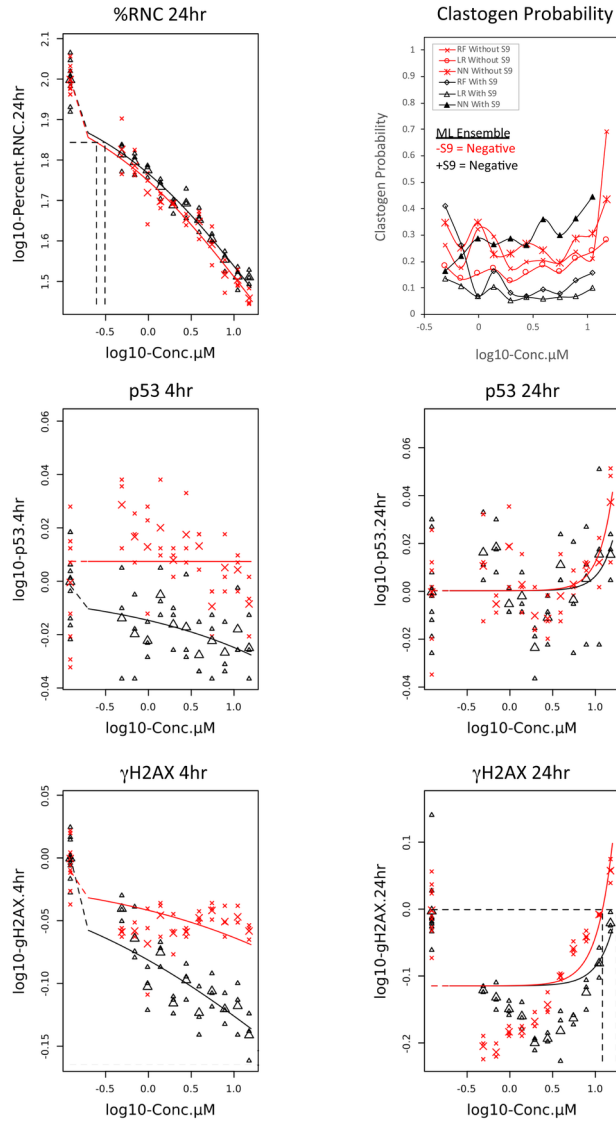 %RNC 24hr
log10-Percent.RNC.24hr
2.1
2.0
1.9
1.8
1.7
1.6
1.5
-0.5
0.0
0.5
1.0
log10-Conc.µM
Clastogen Probability
Clastogen Probability
RF Without S9
LR Without S9
NN Without S9
RF With S9
LR With S9
NN With S9
ML Ensemble
-S9 = Negative
+S9 = Negative
1
0.9
0.8
0.7
0.6
0.5
0.4
0.3
0.2
0.1
0
-0.5
0
0.5
1
log10-Conc.µM
p53 4hr
log10-p53.4hr
0.06
0.04
0.02
0.00
-0.02
-0.04
-0.5
0.0
0.5
1.0
log10-Conc.µM
p53 24hr
log10-p53.24hr
0.06
0.04
0.02
0.00
-0.02
-0.04
-0.5
0.0
0.5
1.0
log10-Conc.µM
γH2AX 4hr
log10-gH2AX.4hr
0.05
0.00
-0.05
-0.10
-0.15
-0.5
0.0
0.5
1.0
log10-Conc.µM
γH2AX 24hr
log10-gH2AX.24hr
0.1
0.0
-0.1
-0.2
-0.5
0.0
0.5
1.0
log10-Conc.µM